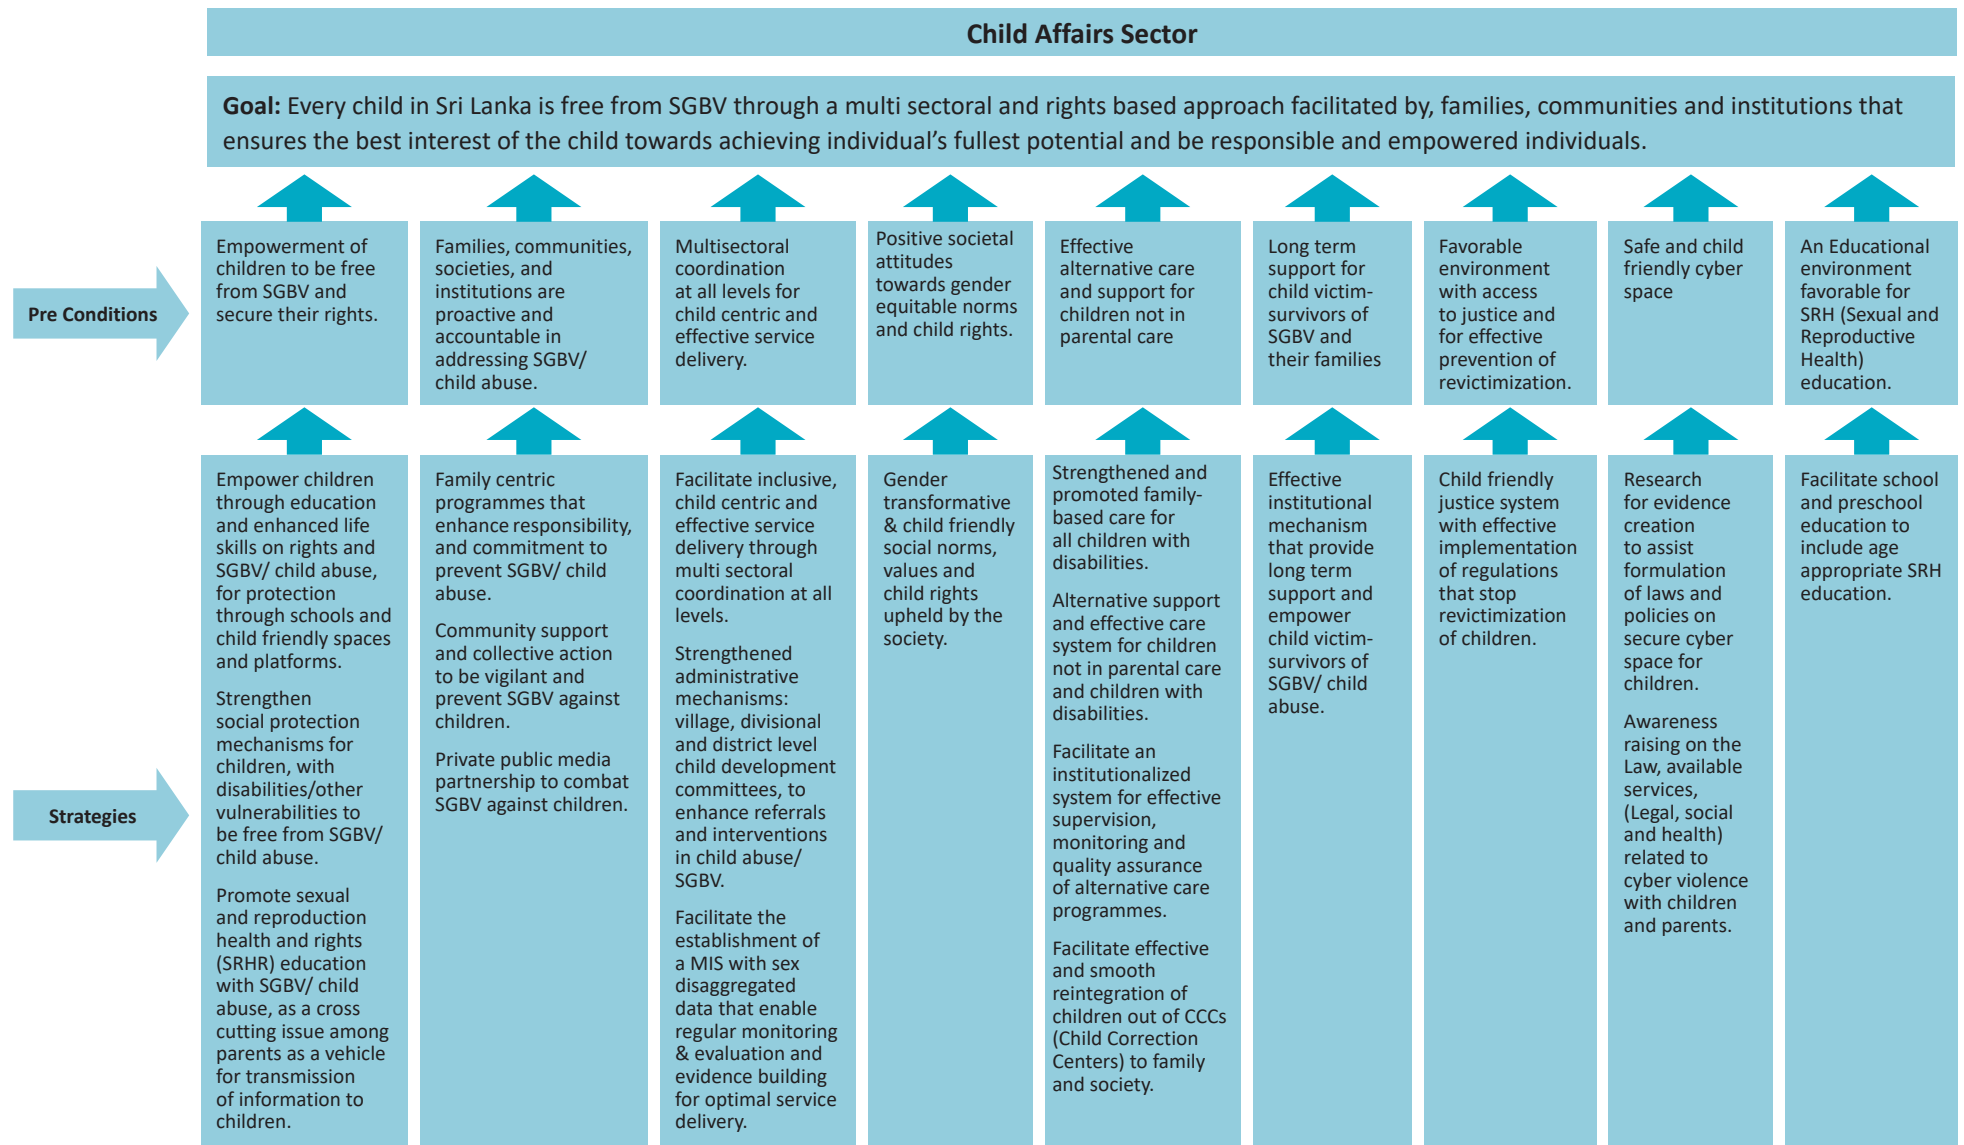 Child Affairs Sector
Goal: Every child in Sri Lanka is free from SGBV through a multi sectoral and rights based approach facilitated by, families, communities and institutions that
ensures the best interest of the child towards achieving individual's fullest potential and be responsible and empowered individuals.
Pre Conditions
Empowerment of
children to be free
from SGBV and
secure their rights.
Families, communities,
societies, and
institutions are
proactive and
accountable in
addressing SGBV/
child abuse.
Multisectoral
coordination
at all levels for
child centric and
effective service
delivery.
Positive societal
attitudes
towards gender
equitable norms
and child rights.
Effective
alternative care
and support for
children not in
parental care
Long term
support for
child victim-
survivors of
SGBV and
their families
Favorable
environment
with access
to justice and
for effective
prevention of
revictimization.
Safe and child
friendly cyber
space
An Educational
environment
favorable for
SRH (Sexual and
Reproductive
Health)
education.
Strategies
Empower children
through education
and enhanced life
skills on rights and
SGBV/ child abuse,
for protection
through schools and
child friendly spaces
and platforms.
Strengthen
social protection
mechanisms for
children, with
disabilities/other
vulnerabilities to
be free from SGBV/
child abuse.
Promote sexual
and reproduction
health and rights
(SRHR) education
with SGBV/ child
abuse, as a cross
cutting issue among
parents as a vehicle
for transmission
of information to
children.
Family centric
programmes that
enhance responsibility,
and commitment to
prevent SGBV/ child
abuse.
Community support
and collective action
to be vigilant and
prevent SGBV against
children.
Private public media
partnership to combat
SGBV against children.
Facilitate inclusive,
child centric and
effective service
delivery through
multi sectoral
coordination at all
levels.
Strengthened
administrative
mechanisms:
village, divisional
and district level
child development
committees, to
enhance referrals
and interventions
in child abuse/
SGBV.
Facilitate the
establishment of
a MIS with sex
disaggregated
data that enable
regular monitoring
& evaluation and
evidence building
for optimal service
delivery.
Gender
transformative
& child friendly
social norms,
values and
child rights
upheld by the
society.
Strengthened and
promoted family-
based care for
all children with
disabilities.
Alternative support
and effective care
system for children
not in parental care
and children with
disabilities.
Facilitate an
institutionalized
system for effective
supervision,
monitoring and
quality assurance
of alternative care
programmes.
Facilitate effective
and smooth
reintegration of
children out of CCCs
(Child Correction
Centers) to family
and society.
Effective
institutional
mechanism
that provide
long term
support and
empower
child victim-
survivors of
SGBV/ child
abuse.
Child friendly
justice system
with effective
implementation
of regulations
that stop
revictimization
of children.
Research
for evidence
creation
to assist
formulation
of laws and
policies on
secure cyber
space for
children.
Awareness
raising on the
Law, available
services,
(Legal, social
and health)
related to
cyber violence
with children
and parents.
Facilitate school
and preschool
education to
include age
appropriate SRH
education.